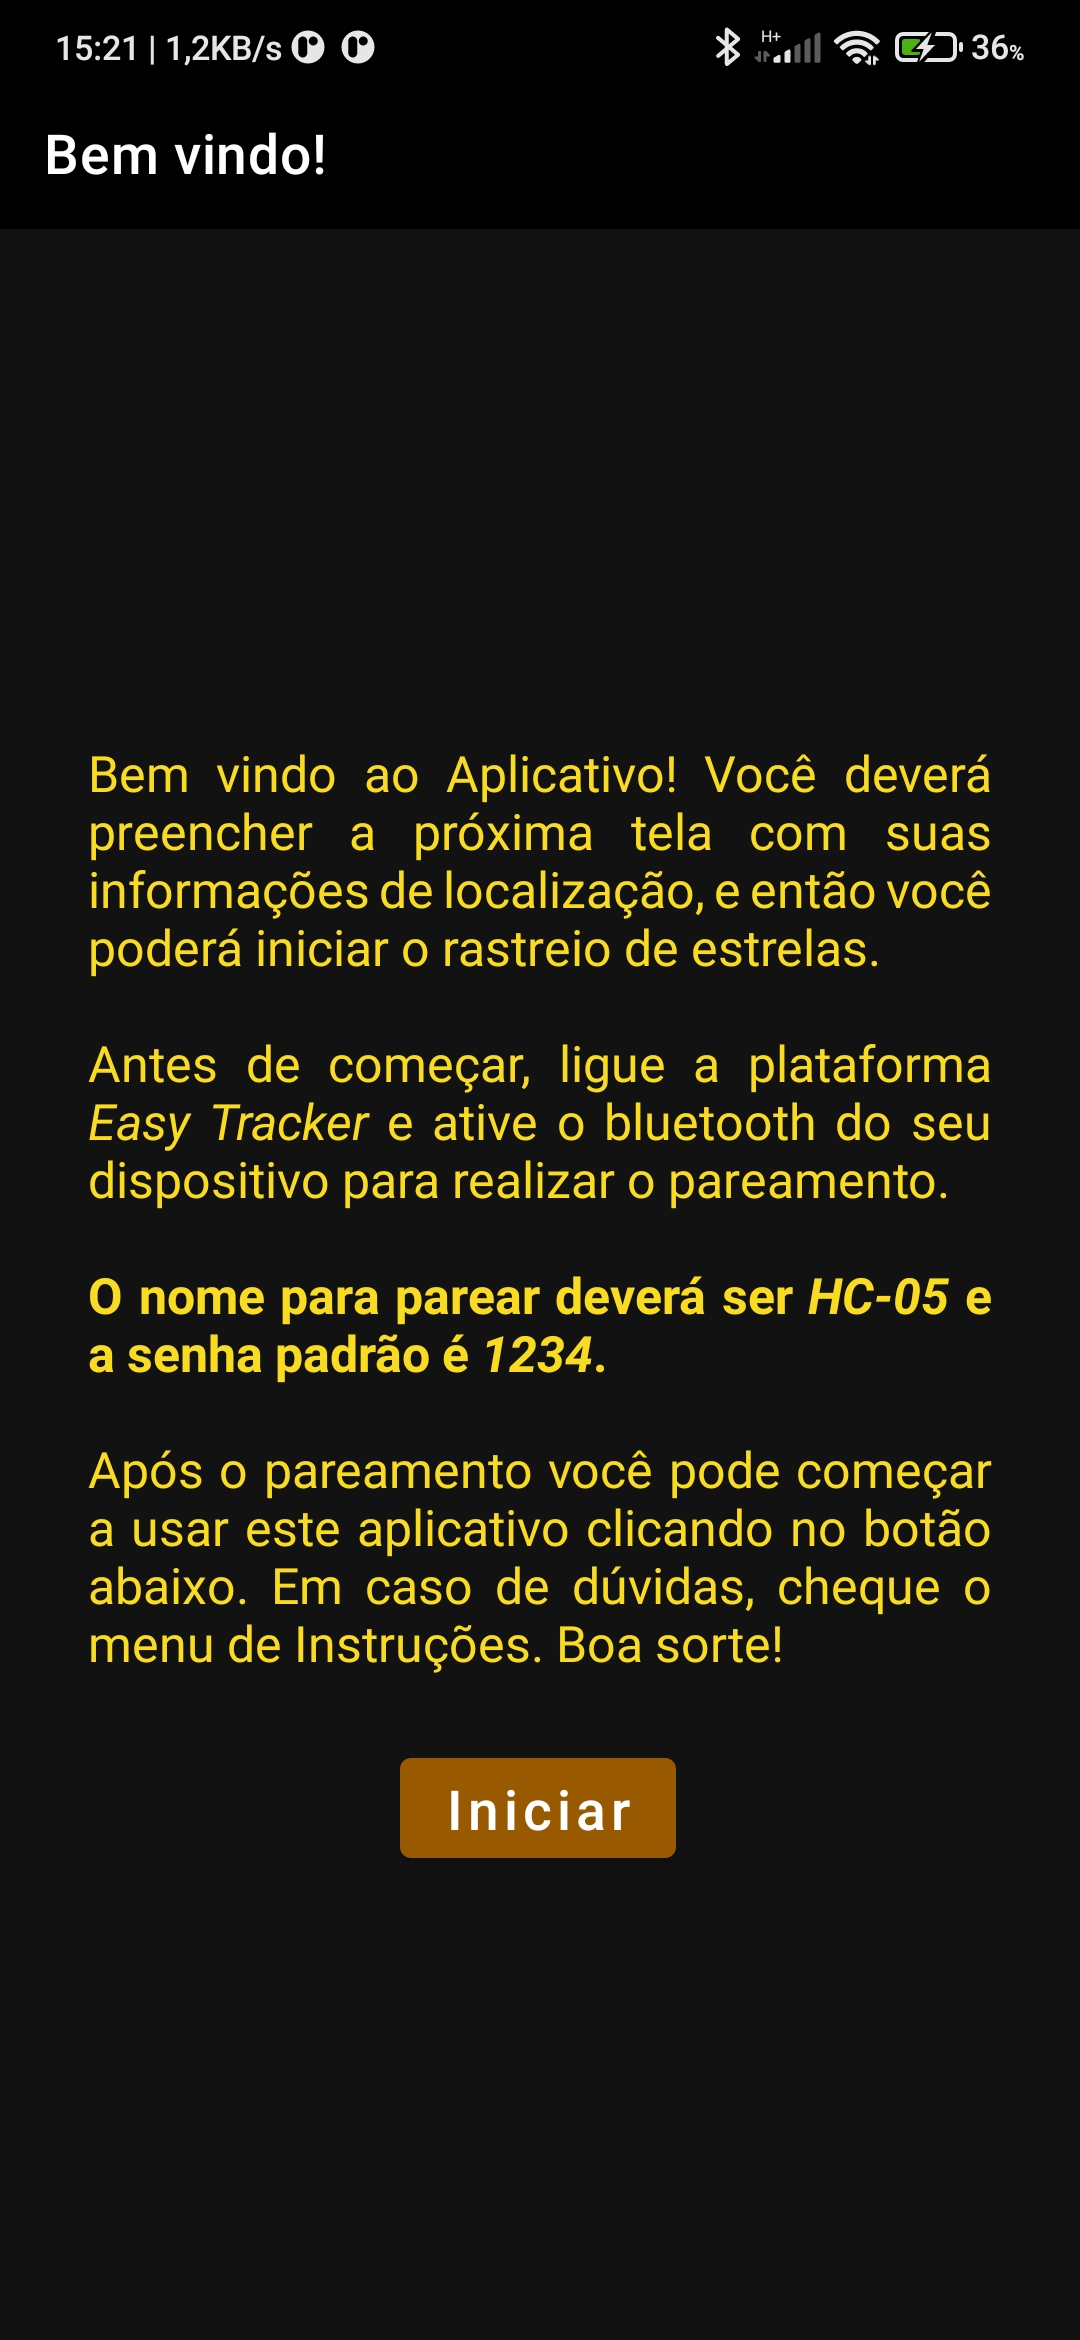 15:21 | 1,2KB/s
H+
36%
Bem vindo!
Bem vindo ao Aplicativo! Você deverá
preencher a próxima tela com suas
informações de localização, e então você
poderá iniciar o rastreio de estrelas.
Antes de começar, ligue a plataforma
Easy Tracker e ative o bluetooth do seu
dispositivo para realizar o pareamento.
O nome para parear deverá ser HC-05 e
a senha padrão é 1234.
Após o pareamento você pode começar
a usar este aplicativo clicando no botão
abaixo. Em caso de dúvidas, cheque o
menu de Instruções. Boa sorte!
Iniciar